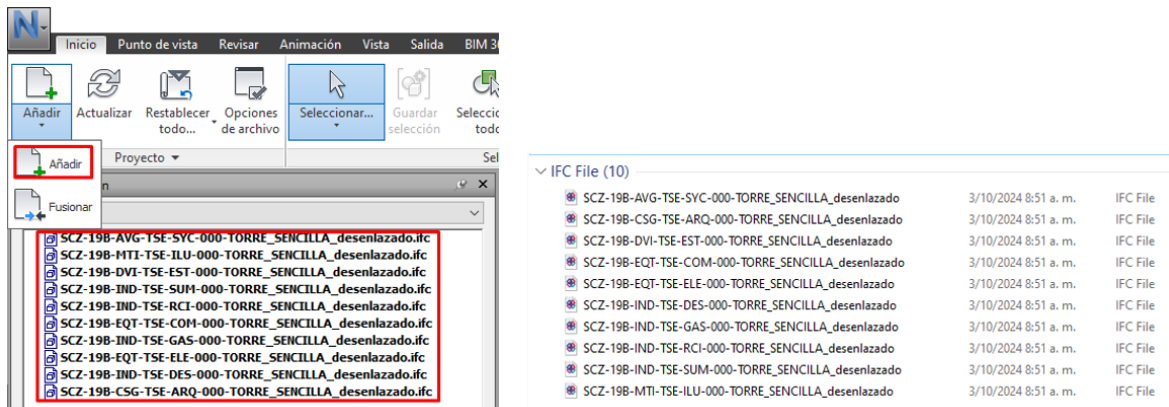 Inicio Punto de vista Revisar Animación Vista Salida BIM 3
Añadir Actualizar Restablecer todo... Opciones de archivo Seleccionar... Guardar selección Selecci tod
Añadir Proyecto Sel
n
Fusionar
SCZ-19B-AVG-TSE-SYC-000-TORRE_SENCILLA_desenlazado.ifc
SCZ-19B-MTI-TSE-ILU-000-TORRE_SENCILLA_desenlazado.ifc
SCZ-19B-DVI-TSE-EST-000-TORRE_SENCILLA_desenlazado.ifc
SCZ-19B-IND-TSE-SUM-000-TORRE_SENCILLA_desenlazado.ifc
SCZ-19B-IND-TSE-RCI-000-TORRE_SENCILLA_desenlazado.ifc
SCZ-19B-EQT-TSE-COM-000-TORRE_SENCILLA_desenlazado.ifc
SCZ-19B-IND-TSE-GAS-000-TORRE_SENCILLA_desenlazado.ifc
SCZ-19B-EQT-TSE-ELE-000-TORRE_SENCILLA_desenlazado.ifc
SCZ-19B-IND-TSE-DES-000-TORRE_SENCILLA_desenlazado.ifc
SCZ-19B-CSG-TSE-ARQ-000-TORRE_SENCILLA_desenlazado.ifc
IFC File (10)
SCZ-19B-AVG-TSE-SYC-000-TORRE_SENCILLA_desenlazado 3/10/2024 8:51 a. m. IFC File
SCZ-19B-CSG-TSE-ARQ-000-TORRE_SENCILLA_desenlazado 3/10/2024 8:51 a. m. IFC File
SCZ-19B-DVI-TSE-EST-000-TORRE_SENCILLA_desenlazado 3/10/2024 8:51 a. m. IFC File
SCZ-19B-EQT-TSE-COM-000-TORRE_SENCILLA_desenlazado 3/10/2024 8:51 a. m. IFC File
SCZ-19B-EQT-TSE-ELE-000-TORRE_SENCILLA_desenlazado 3/10/2024 8:51 a. m. IFC File
SCZ-19B-IND-TSE-DES-000-TORRE_SENCILLA_desenlazado 3/10/2024 8:51 a. m. IFC File
SCZ-19B-IND-TSE-GAS-000-TORRE_SENCILLA_desenlazado 3/10/2024 8:51 a. m. IFC File
SCZ-19B-IND-TSE-RCI-000-TORRE_SENCILLA_desenlazado 3/10/2024 8:51 a. m. IFC File
SCZ-19B-IND-TSE-SUM-000-TORRE_SENCILLA_desenlazado 3/10/2024 8:51 a. m. IFC File
SCZ-19B-MTI-TSE-ILU-000-TORRE_SENCILLA_desenlazado 3/10/2024 8:51 a. m. IFC File